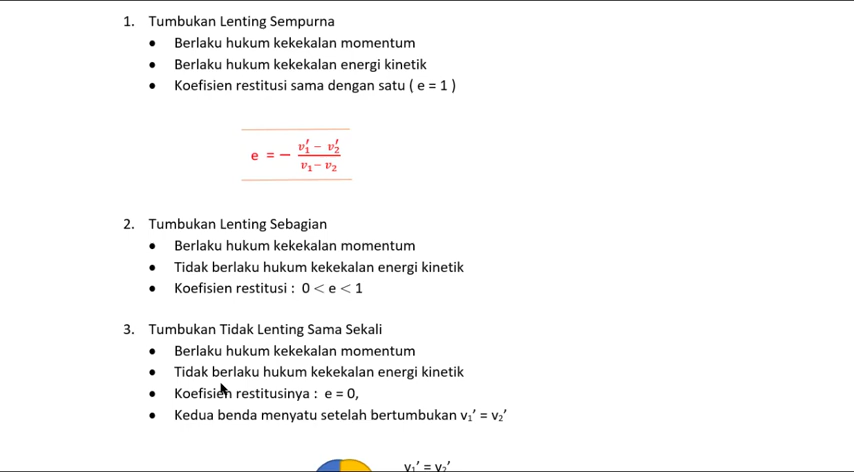 1. Tumbukan Lenting Sempurna
• Berlaku hukum kekekalan momentum
• Berlaku hukum kekekalan energi kinetik
• Koefisien restitusi sama dengan satu ( e = 1 )
e = − (v₁′ − v₂′) / (v₁ − v₂)
2. Tumbukan Lenting Sebagian
• Berlaku hukum kekekalan momentum
• Tidak berlaku hukum kekekalan energi kinetik
• Koefisien restitusi : 0 < e < 1
3. Tumbukan Tidak Lenting Sama Sekali
• Berlaku hukum kekekalan momentum
• Tidak berlaku hukum kekekalan energi kinetik
• Koefisien restitusinya : e = 0,
• Kedua benda menyatu setelah bertumbukan v₁′ = v₂′
v₁′ = v₂′